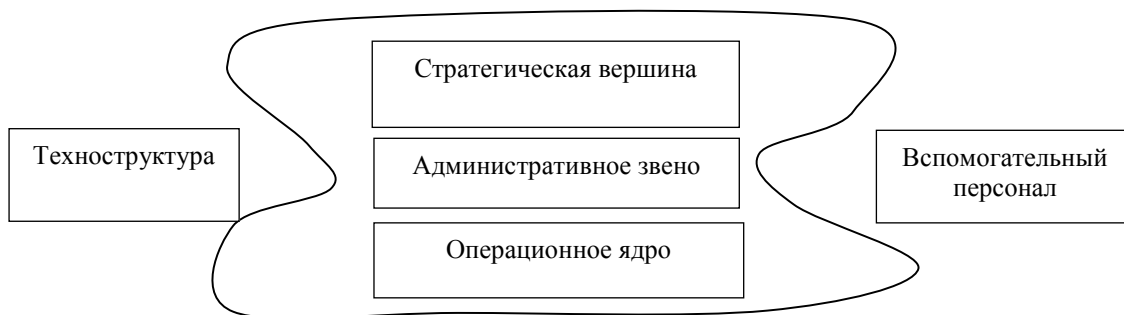 Стратегическая вершина
Техноструктура
Административное звено
Вспомогательный
персонал
Операционное ядро